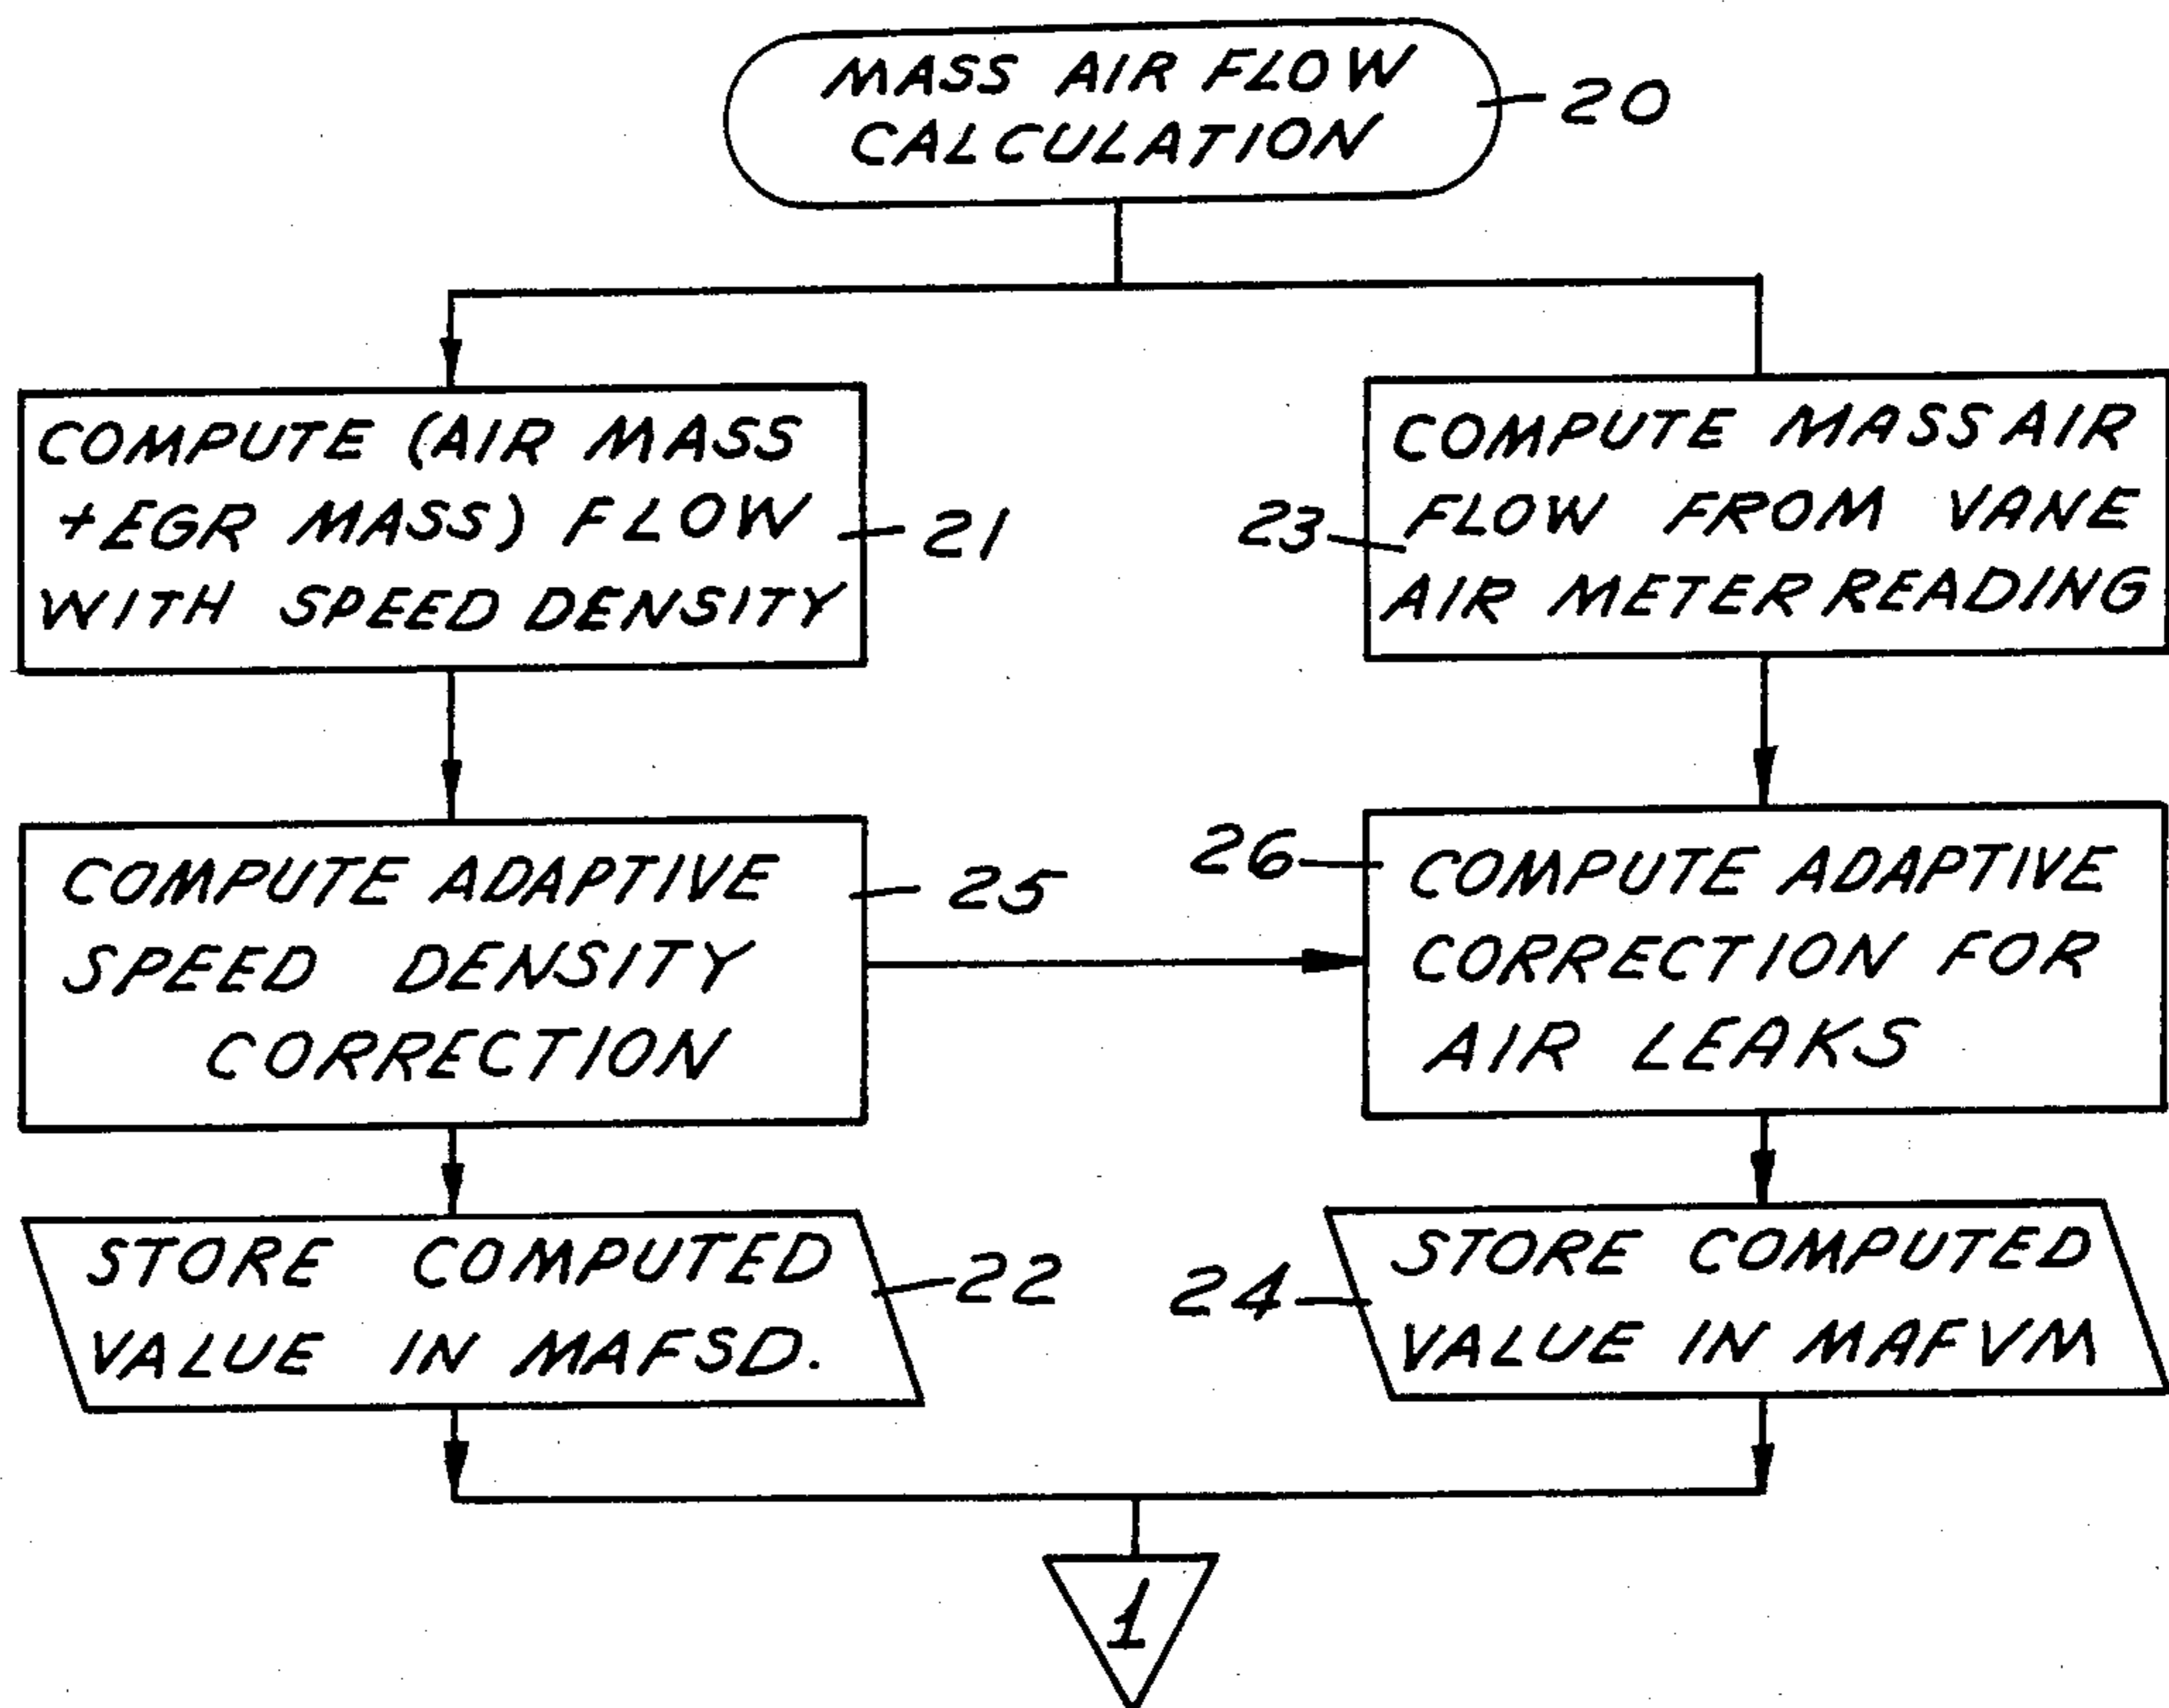 MASS AIR FLOW
CALCULATION
20
COMPUTE (AIR MASS
+EGR MASS) FLOW
WITH SPEED DENSITY
21
23
COMPUTE MASS AIR
FLOW FROM VANE
AIR METER READING
COMPUTE ADAPTIVE
SPEED DENSITY
CORRECTION
25
26
COMPUTE ADAPTIVE
CORRECTION FOR
AIR LEAKS
STORE COMPUTED
VALUE IN MAFSD.
22
24
STORE COMPUTED
VALUE IN MAFVM
1